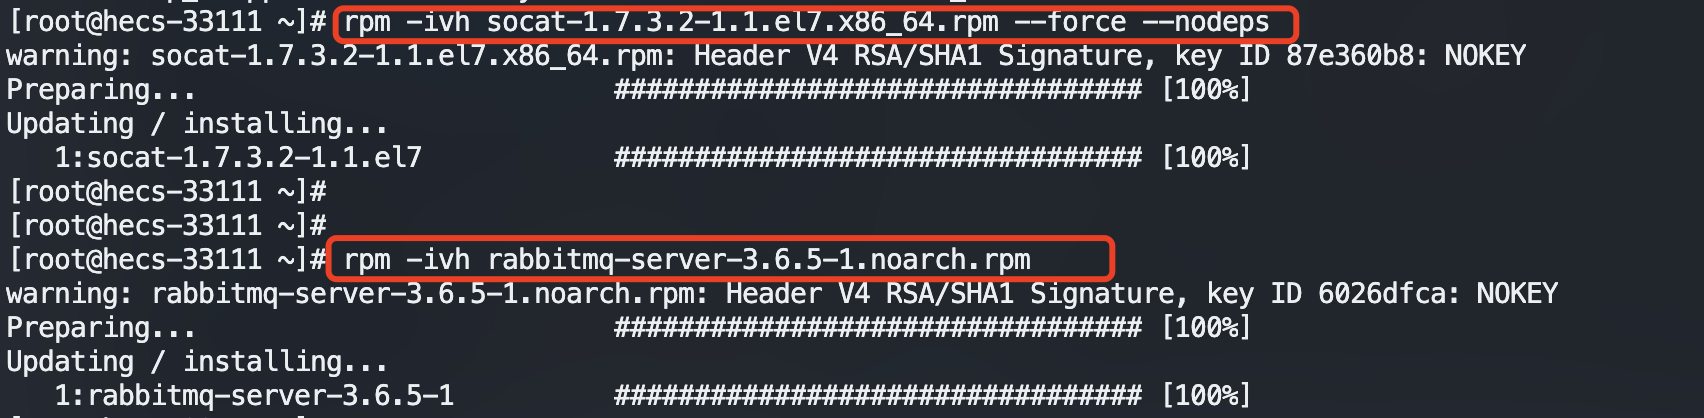 [root@hecs-33111 ~]# rpm -ivh socat-1.7.3.2-1.1.el7.x86_64.rpm --force --nodeps
warning: socat-1.7.3.2-1.1.el7.x86_64.rpm: Header V4 RSA/SHA1 Signature, key ID 87e360b8: NOKEY
Preparing...                          ################################# [100%]
Updating / installing...
   1:socat-1.7.3.2-1.1.el7            ################################# [100%]
[root@hecs-33111 ~]#
[root@hecs-33111 ~]#
[root@hecs-33111 ~]# rpm -ivh rabbitmq-server-3.6.5-1.noarch.rpm
warning: rabbitmq-server-3.6.5-1.noarch.rpm: Header V4 RSA/SHA1 Signature, key ID 6026dfca: NOKEY
Preparing...                          ################################# [100%]
Updating / installing...
   1:rabbitmq-server-3.6.5-1          ################################# [100%]